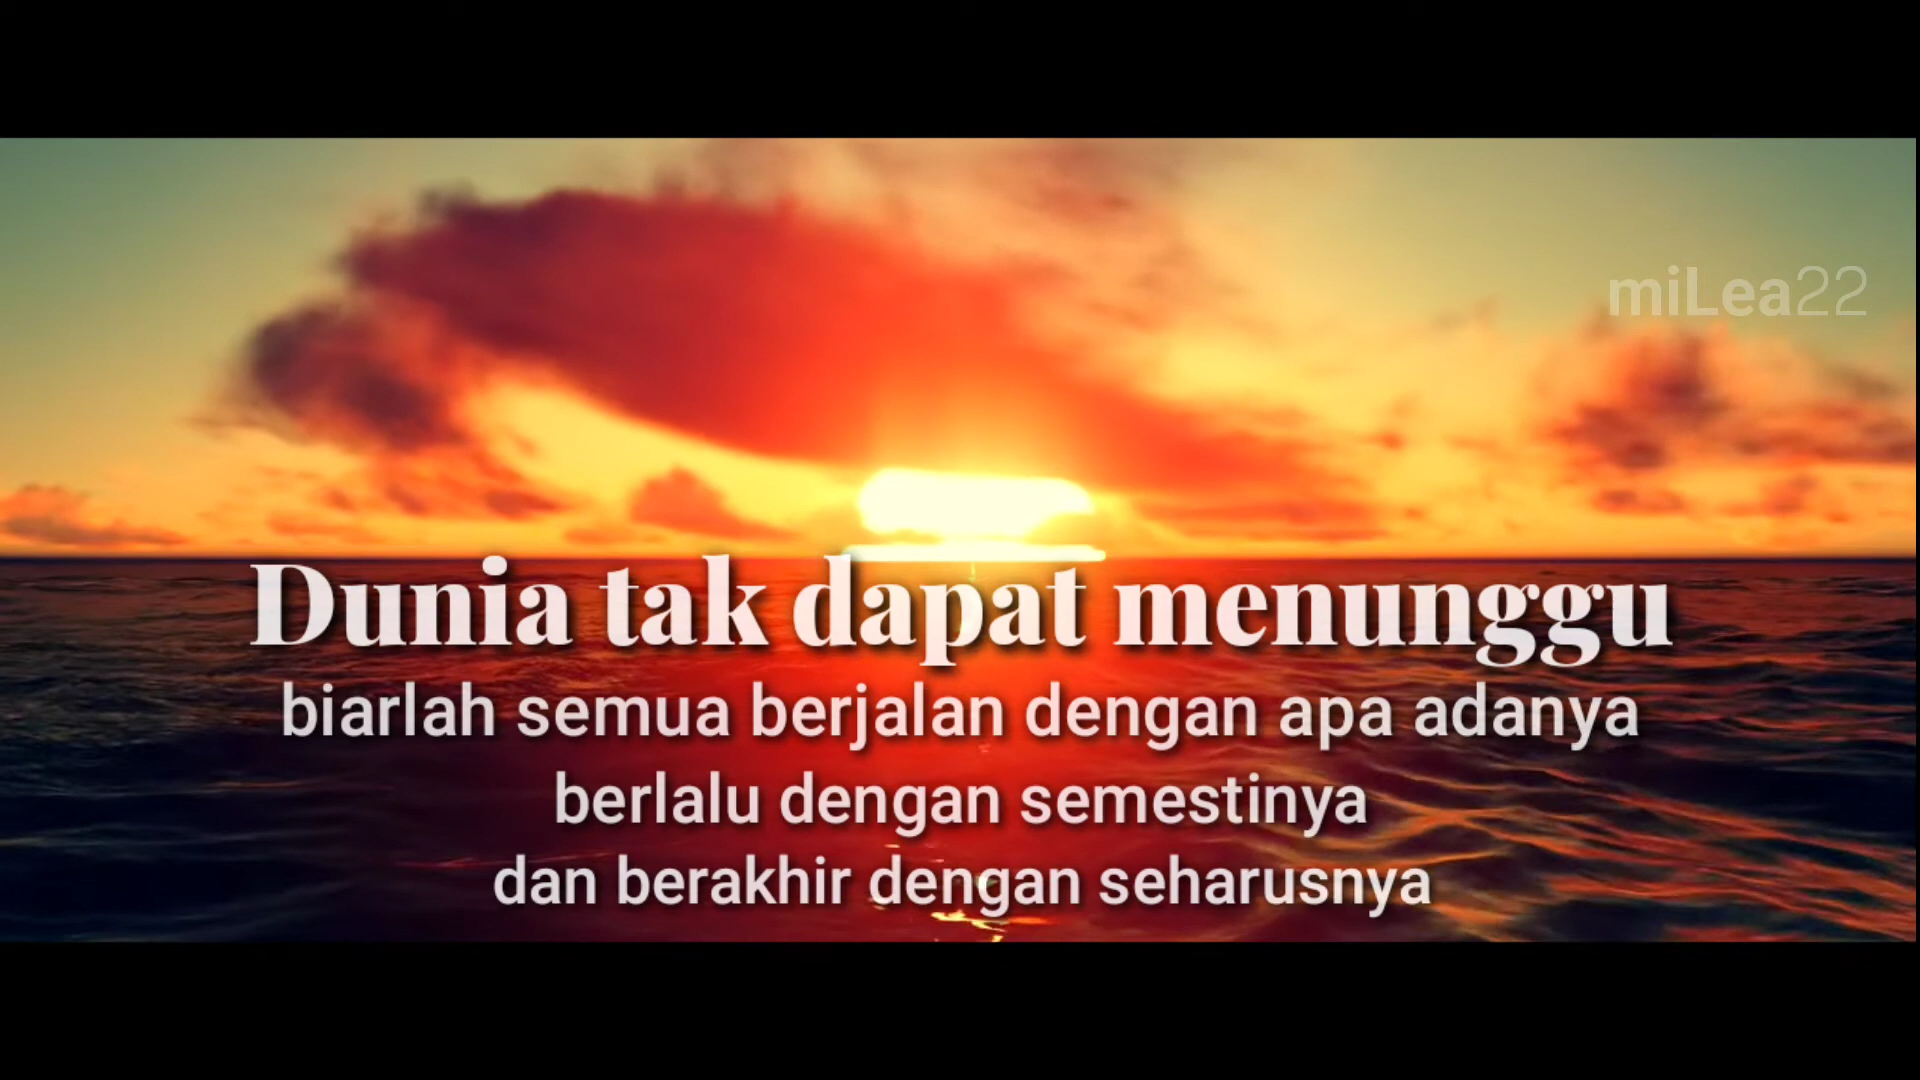 miLea22
Dunia tak dapat menunggu
biarlah semua berjalan dengan apa adanya
berlalu dengan semestinya
dan berakhir dengan seharusnya